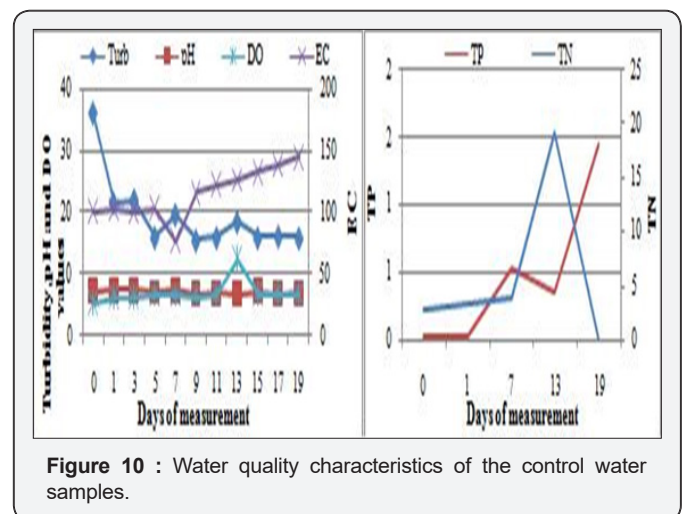 Turb pH DO EC
40
30
20
10
0
200
150
100
50
0
Turbidity, pH and DO
values
EC
0 1 3 5 7 9 11 13 15 17 19
Days of measurement
TP TN
2
2
1
1
0
25
20
15
10
5
0
TP
TN
0 1 7 13 19
Days of measurement
Figure 10 : Water quality characteristics of the control water
samples.